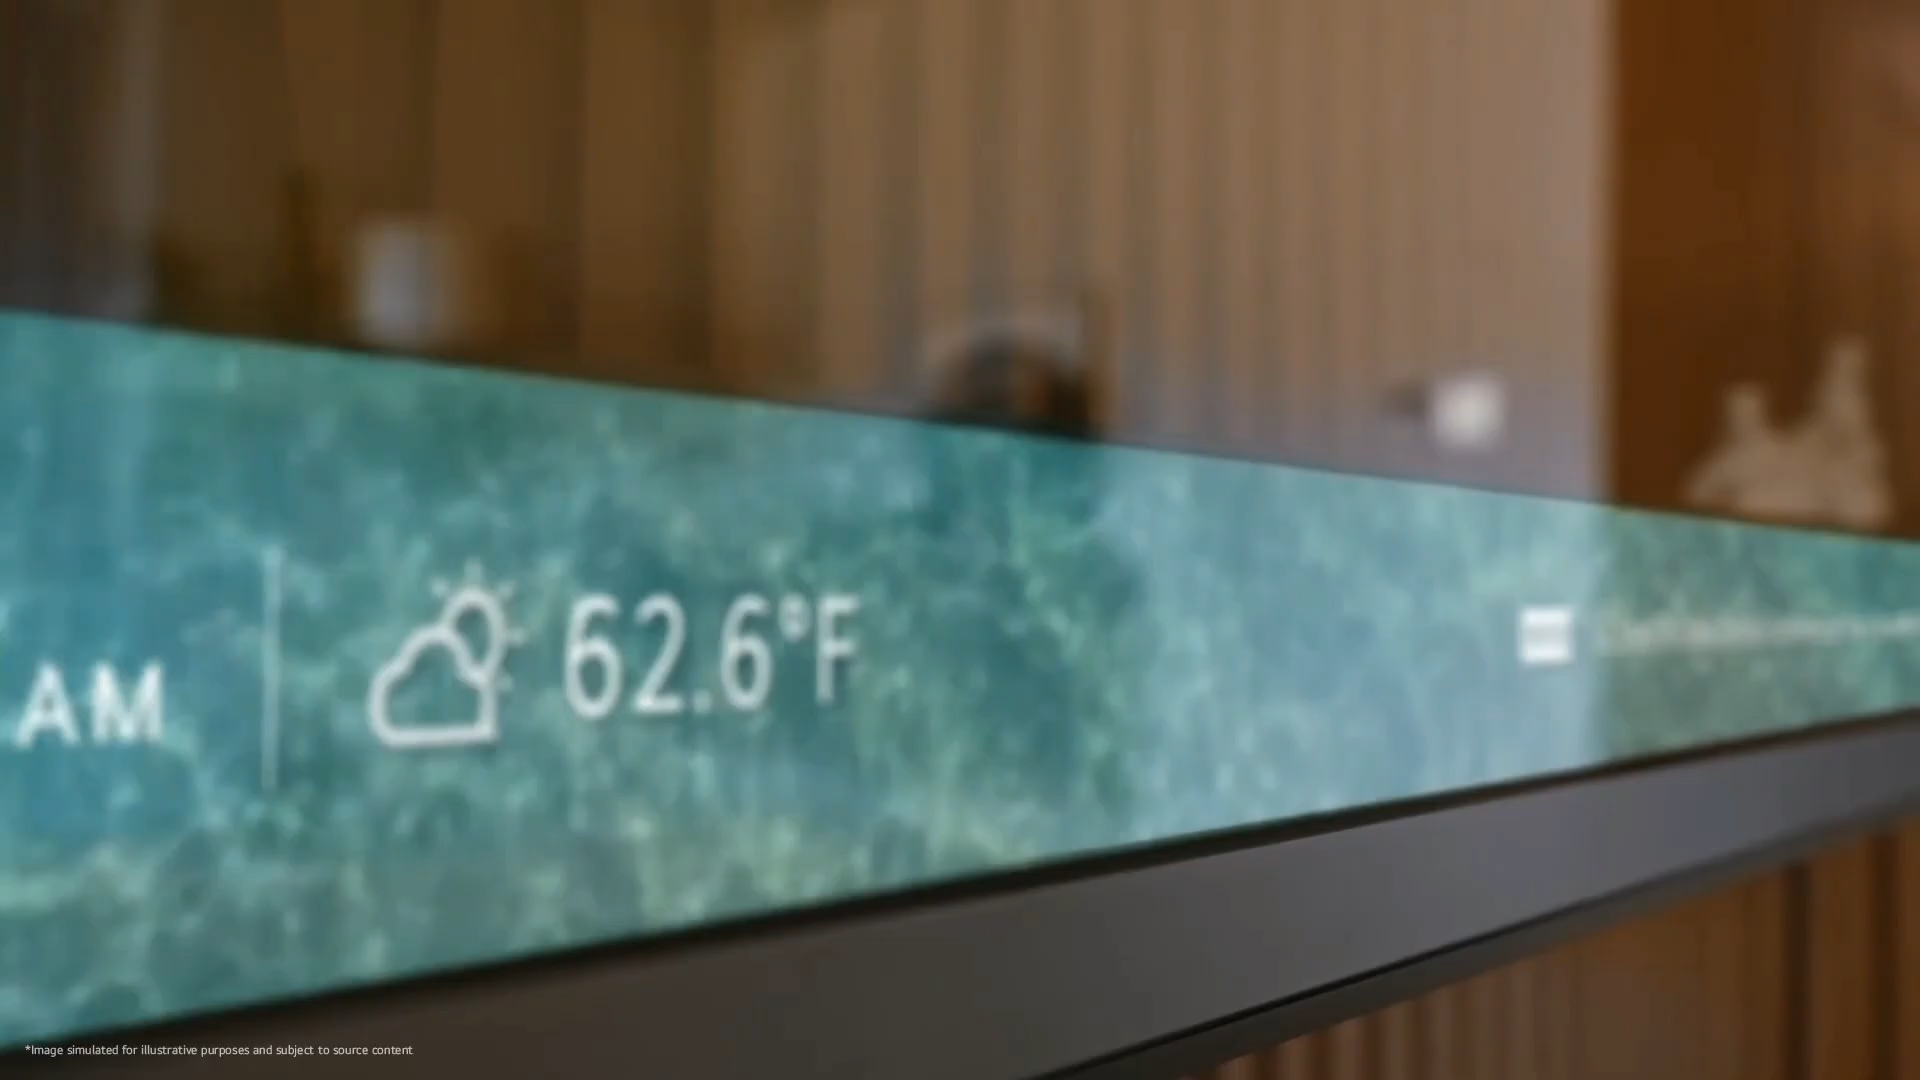 AM
62.6°F
*Image simulated for illustrative purposes and subject to source content